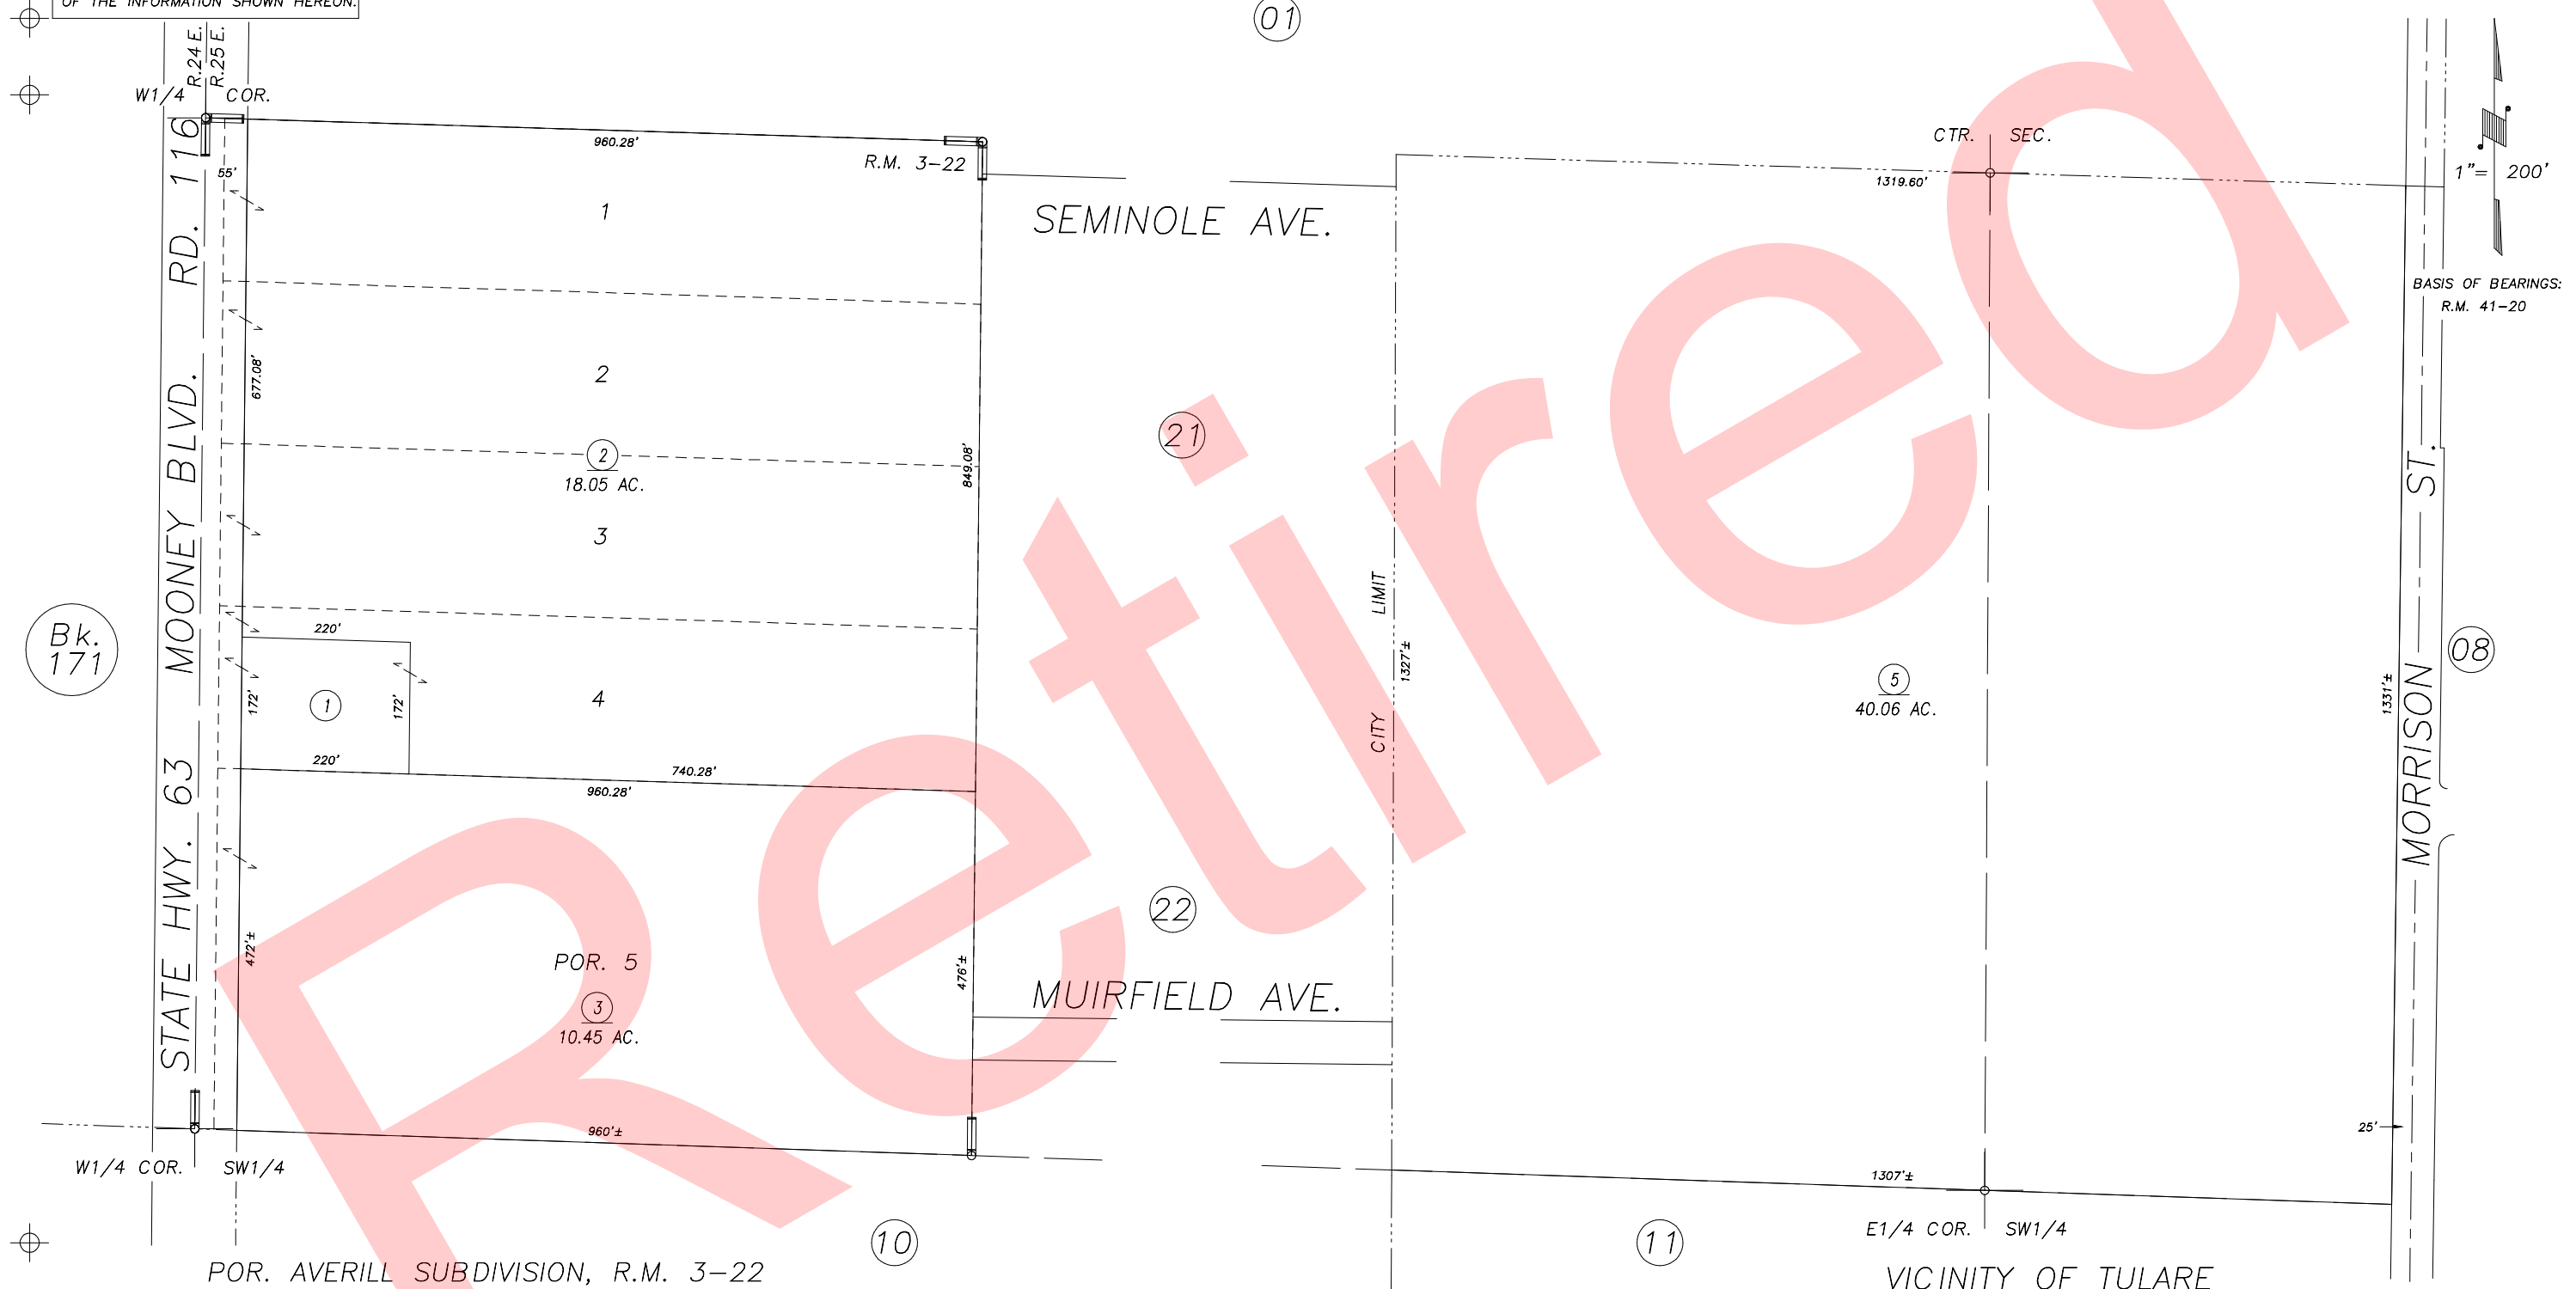 OF THE INFORMATION SHOWN HEREON.
01
R.24 E.
R.25 E.
W1/4 COR.
960.28'
R.M. 3-22
55'
CTR. SEC.
1319.60'
1"= 200'
1
SEMINOLE AVE.
BASIS OF BEARINGS:
R.M. 41-20
STATE HWY. 63 MOONEY BLVD. RD. 116
677.08'
2
2
18.05 AC.
849.08'
21
3
CITY LIMIT
1327'±
Bk.
171
220'
172'
1
172'
4
220'
740.28'
960.28'
5
40.06 AC.
1331'±
MORRISON ST.
08
22
472'±
POR. 5
3
10.45 AC.
476'±
MUIRFIELD AVE.
25'
960'±
W1/4 COR. SW1/4
1307'±
E1/4 COR. SW1/4
10
11
POR. AVERILL SUBDIVISION, R.M. 3-22
VICINITY OF TULARE
Retired